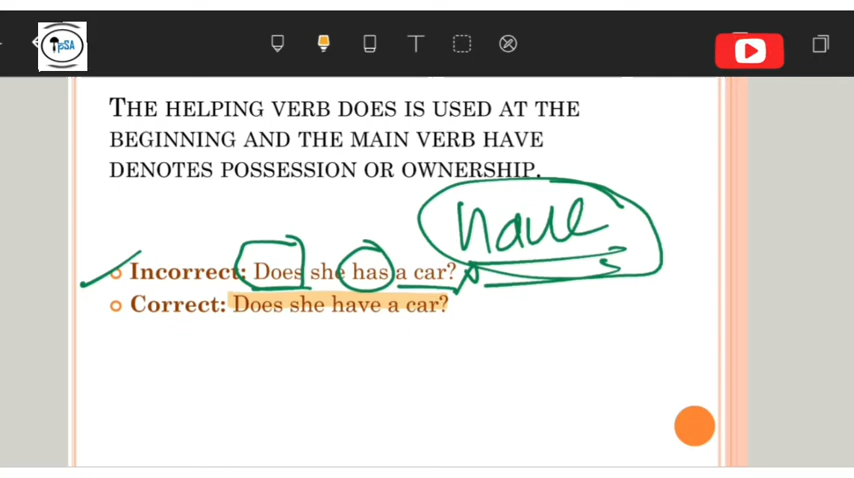 TPSA
T
THE HELPING VERB DOES IS USED AT THE
BEGINNING AND THE MAIN VERB HAVE
DENOTES POSSESSION OR OWNERSHIP.
have
Incorrect: Does she has a car?
Correct: Does she have a car?